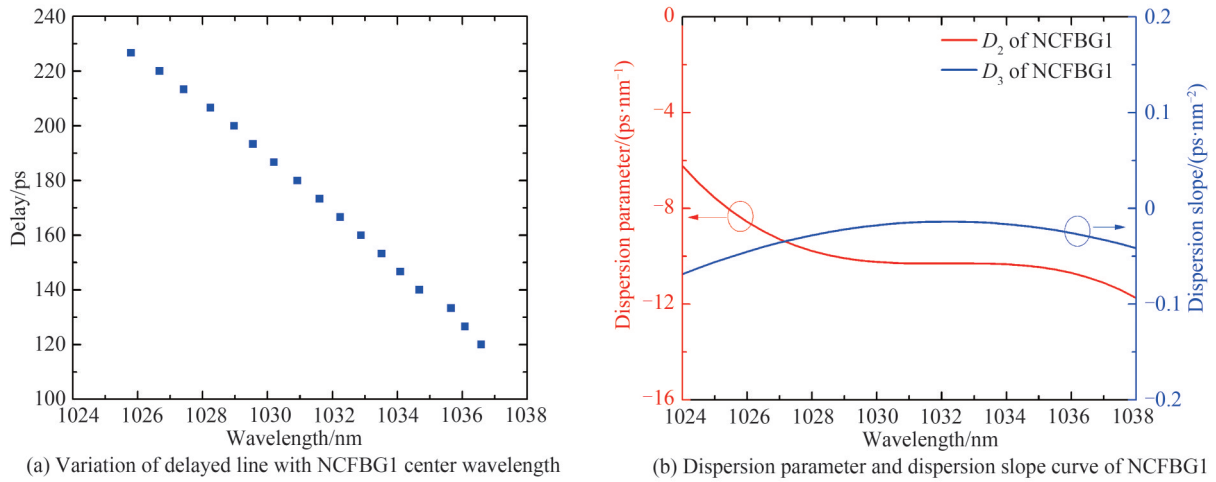 240
220
200
180
160
140
120
100
Delay/ps
1024 1026 1028 1030 1032 1034 1036 1038
Wavelength/nm
(a) Variation of delayed line with NCFBG1 center wavelength
0
−4
−8
−12
−16
Dispersion parameter/(ps·nm⁻¹)
D₂ of NCFBG1
D₃ of NCFBG1
0.2
0.1
0
−0.1
−0.2
Dispersion slope/(ps·nm⁻²)
1024 1026 1028 1030 1032 1034 1036 1038
Wavelength/nm
(b) Dispersion parameter and dispersion slope curve of NCFBG1